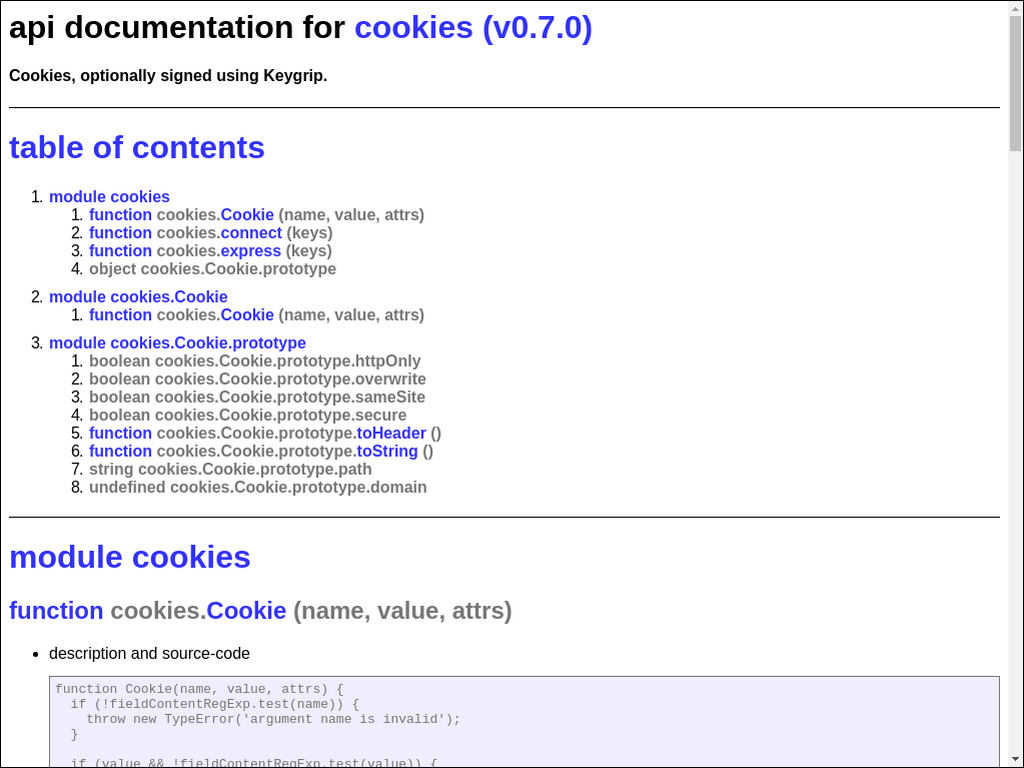 api documentation for cookies (v0.7.0)
Cookies, optionally signed using Keygrip.
table of contents
1. module cookies
1. function cookies.Cookie (name, value, attrs)
2. function cookies.connect (keys)
3. function cookies.express (keys)
4. object cookies.Cookie.prototype
2. module cookies.Cookie
1. function cookies.Cookie (name, value, attrs)
3. module cookies.Cookie.prototype
1. boolean cookies.Cookie.prototype.httpOnly
2. boolean cookies.Cookie.prototype.overwrite
3. boolean cookies.Cookie.prototype.sameSite
4. boolean cookies.Cookie.prototype.secure
5. function cookies.Cookie.prototype.toHeader ()
6. function cookies.Cookie.prototype.toString ()
7. string cookies.Cookie.prototype.path
8. undefined cookies.Cookie.prototype.domain
module cookies
function cookies.Cookie (name, value, attrs)
• description and source-code
function Cookie(name, value, attrs) {
  if (!fieldContentRegExp.test(name)) {
    throw new TypeError('argument name is invalid');
  }
  if (value && !fieldContentRegExp.test(value)) {